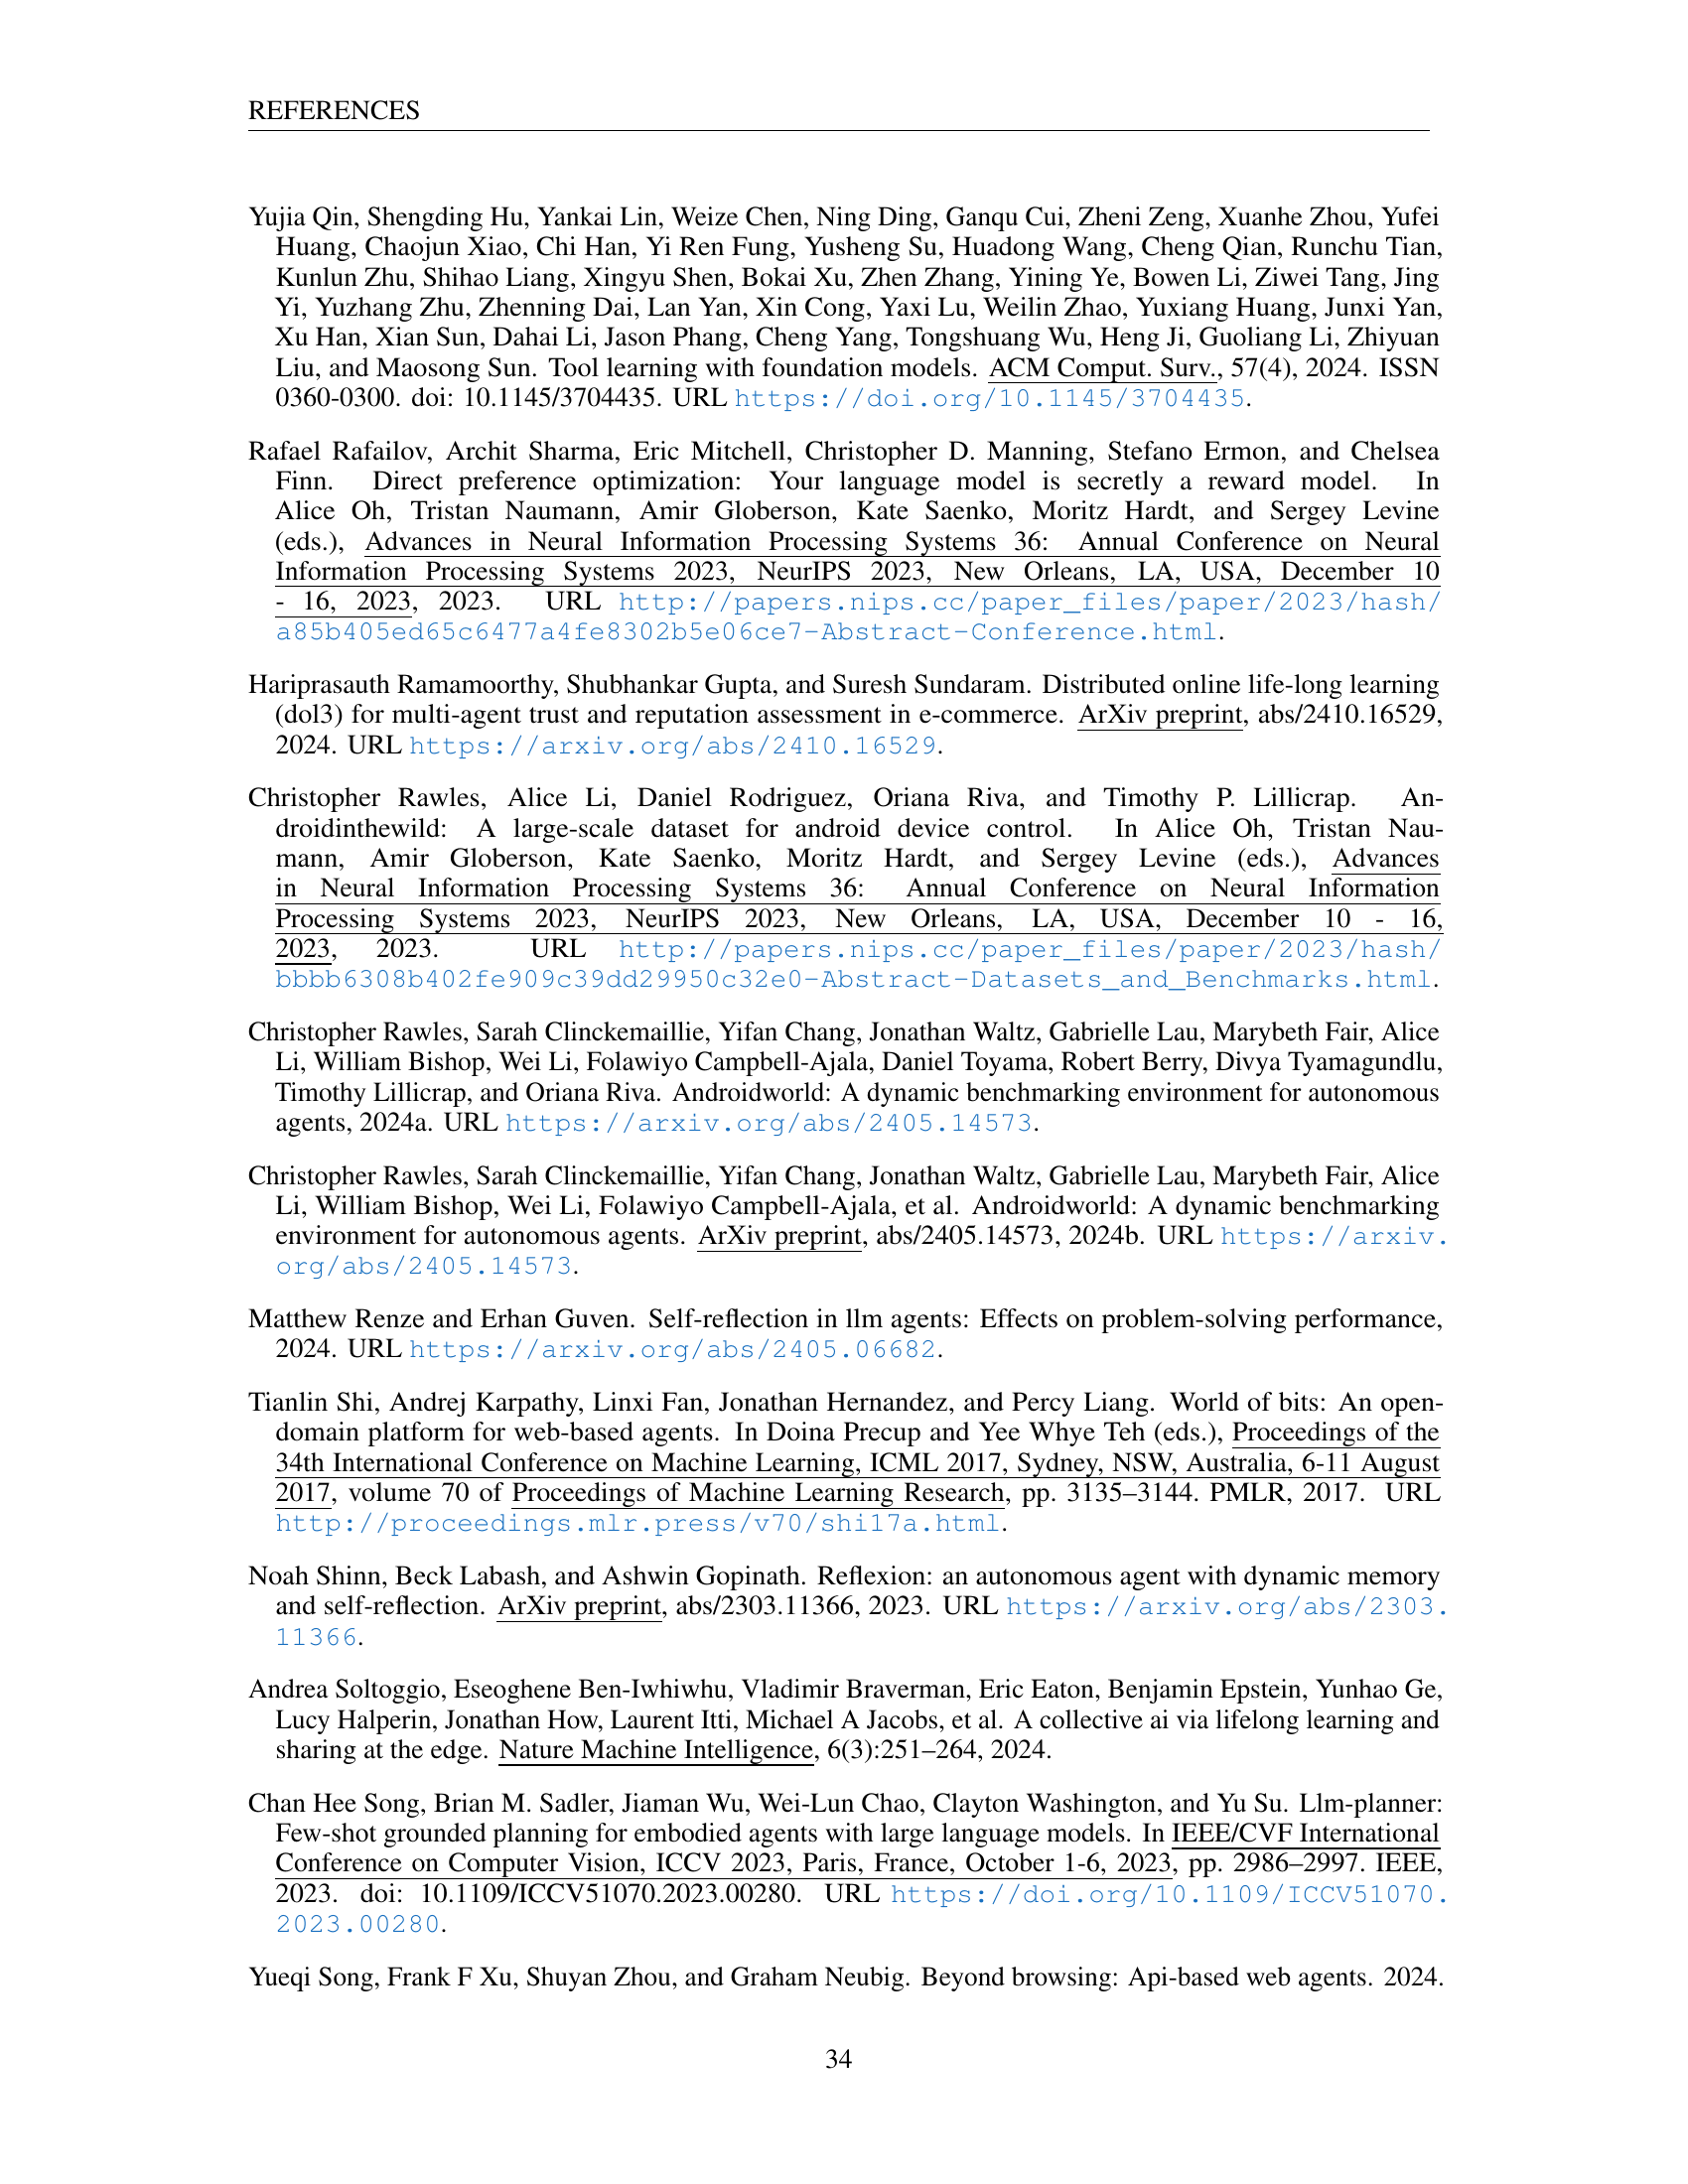 REFERENCES
Yujia Qin, Shengding Hu, Yankai Lin, Weize Chen, Ning Ding, Ganqu Cui, Zheni Zeng, Xuanhe Zhou, Yufei
Huang, Chaojun Xiao, Chi Han, Yi Ren Fung, Yusheng Su, Huadong Wang, Cheng Qian, Runchu Tian,
Kunlun Zhu, Shihao Liang, Xingyu Shen, Bokai Xu, Zhen Zhang, Yining Ye, Bowen Li, Ziwei Tang, Jing
Yi, Yuzhang Zhu, Zhenning Dai, Lan Yan, Xin Cong, Yaxi Lu, Weilin Zhao, Yuxiang Huang, Junxi Yan,
Xu Han, Xian Sun, Dahai Li, Jason Phang, Cheng Yang, Tongshuang Wu, Heng Ji, Guoliang Li, Zhiyuan
Liu, and Maosong Sun. Tool learning with foundation models. ACM Comput. Surv., 57(4), 2024. ISSN
0360-0300. doi: 10.1145/3704435. URL https://doi.org/10.1145/3704435.
Rafael Rafailov, Archit Sharma, Eric Mitchell, Christopher D. Manning, Stefano Ermon, and Chelsea
Finn. Direct preference optimization: Your language model is secretly a reward model. In
Alice Oh, Tristan Naumann, Amir Globerson, Kate Saenko, Moritz Hardt, and Sergey Levine
(eds.), Advances in Neural Information Processing Systems 36: Annual Conference on Neural
Information Processing Systems 2023, NeurIPS 2023, New Orleans, LA, USA, December 10
- 16, 2023, 2023. URL http://papers.nips.cc/paper_files/paper/2023/hash/
a85b405ed65c6477a4fe8302b5e06ce7-Abstract-Conference.html.
Hariprasauth Ramamoorthy, Shubhankar Gupta, and Suresh Sundaram. Distributed online life-long learning
(dol3) for multi-agent trust and reputation assessment in e-commerce. ArXiv preprint, abs/2410.16529,
2024. URL https://arxiv.org/abs/2410.16529.
Christopher Rawles, Alice Li, Daniel Rodriguez, Oriana Riva, and Timothy P. Lillicrap. An-
droidinthewild: A large-scale dataset for android device control. In Alice Oh, Tristan Nau-
mann, Amir Globerson, Kate Saenko, Moritz Hardt, and Sergey Levine (eds.), Advances
in Neural Information Processing Systems 36: Annual Conference on Neural Information
Processing Systems 2023, NeurIPS 2023, New Orleans, LA, USA, December 10 - 16,
2023, 2023. URL http://papers.nips.cc/paper_files/paper/2023/hash/
bbbb6308b402fe909c39dd29950c32e0-Abstract-Datasets_and_Benchmarks.html.
Christopher Rawles, Sarah Clinckemaillie, Yifan Chang, Jonathan Waltz, Gabrielle Lau, Marybeth Fair, Alice
Li, William Bishop, Wei Li, Folawiyo Campbell-Ajala, Daniel Toyama, Robert Berry, Divya Tyamagundlu,
Timothy Lillicrap, and Oriana Riva. Androidworld: A dynamic benchmarking environment for autonomous
agents, 2024a. URL https://arxiv.org/abs/2405.14573.
Christopher Rawles, Sarah Clinckemaillie, Yifan Chang, Jonathan Waltz, Gabrielle Lau, Marybeth Fair, Alice
Li, William Bishop, Wei Li, Folawiyo Campbell-Ajala, et al. Androidworld: A dynamic benchmarking
environment for autonomous agents. ArXiv preprint, abs/2405.14573, 2024b. URL https://arxiv.
org/abs/2405.14573.
Matthew Renze and Erhan Guven. Self-reflection in llm agents: Effects on problem-solving performance,
2024. URL https://arxiv.org/abs/2405.06682.
Tianlin Shi, Andrej Karpathy, Linxi Fan, Jonathan Hernandez, and Percy Liang. World of bits: An open-
domain platform for web-based agents. In Doina Precup and Yee Whye Teh (eds.), Proceedings of the
34th International Conference on Machine Learning, ICML 2017, Sydney, NSW, Australia, 6-11 August
2017, volume 70 of Proceedings of Machine Learning Research, pp. 3135–3144. PMLR, 2017. URL
http://proceedings.mlr.press/v70/shi17a.html.
Noah Shinn, Beck Labash, and Ashwin Gopinath. Reflexion: an autonomous agent with dynamic memory
and self-reflection. ArXiv preprint, abs/2303.11366, 2023. URL https://arxiv.org/abs/2303.
11366.
Andrea Soltoggio, Eseoghene Ben-Iwhiwhu, Vladimir Braverman, Eric Eaton, Benjamin Epstein, Yunhao Ge,
Lucy Halperin, Jonathan How, Laurent Itti, Michael A Jacobs, et al. A collective ai via lifelong learning and
sharing at the edge. Nature Machine Intelligence, 6(3):251–264, 2024.
Chan Hee Song, Brian M. Sadler, Jiaman Wu, Wei-Lun Chao, Clayton Washington, and Yu Su. Llm-planner:
Few-shot grounded planning for embodied agents with large language models. In IEEE/CVF International
Conference on Computer Vision, ICCV 2023, Paris, France, October 1-6, 2023, pp. 2986–2997. IEEE,
2023. doi: 10.1109/ICCV51070.2023.00280. URL https://doi.org/10.1109/ICCV51070.
2023.00280.
Yueqi Song, Frank F Xu, Shuyan Zhou, and Graham Neubig. Beyond browsing: Api-based web agents. 2024.
34